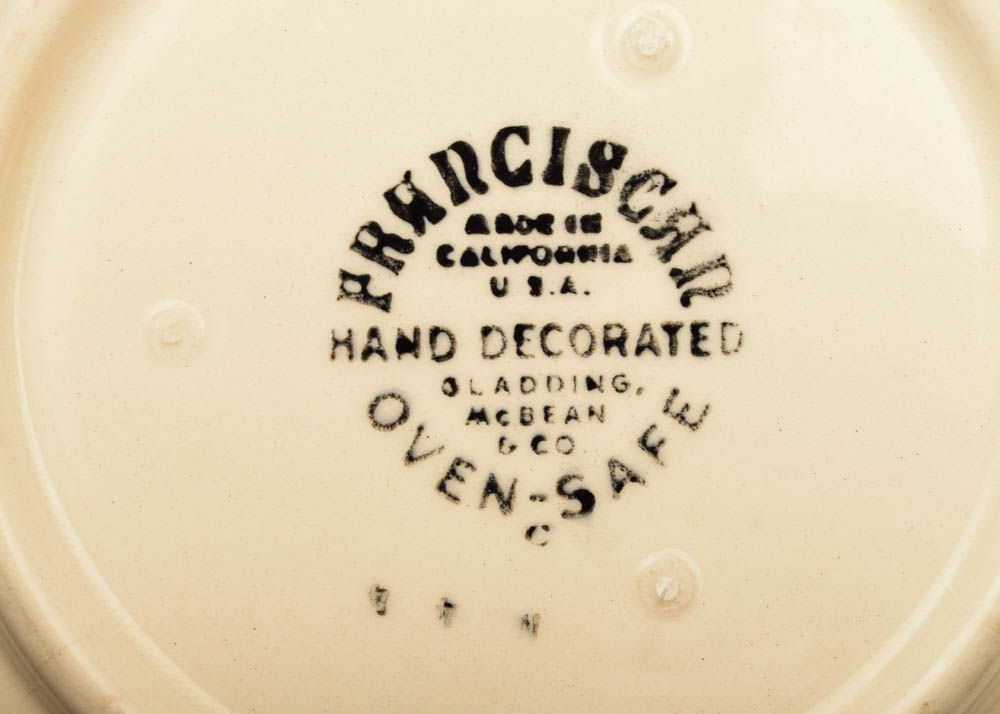 FRANCISCAN
MADE IN
CALIFORNIA
U.S.A.
HAND DECORATED
GLADDING,
McBEAN
& CO
OVEN-SAFE
C